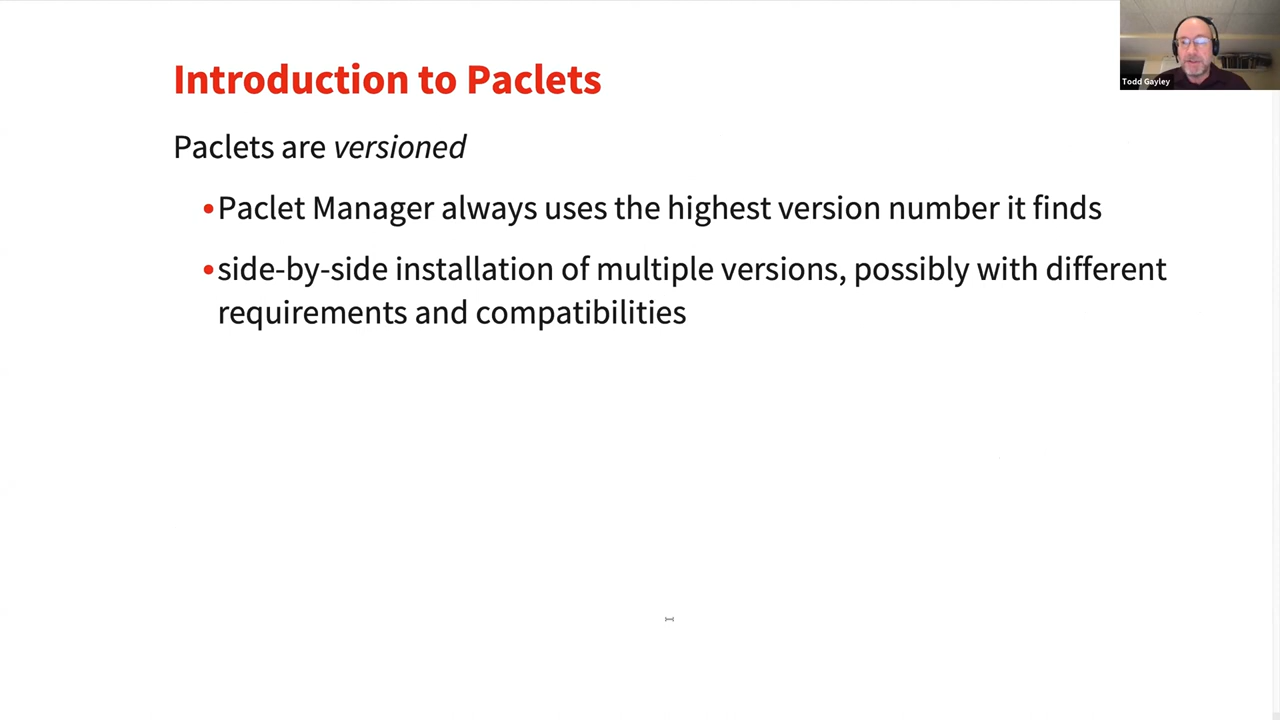 Introduction to Paclets
Todd Gayley
Paclets are versioned
•Paclet Manager always uses the highest version number it finds
•side-by-side installation of multiple versions, possibly with different
requirements and compatibilities